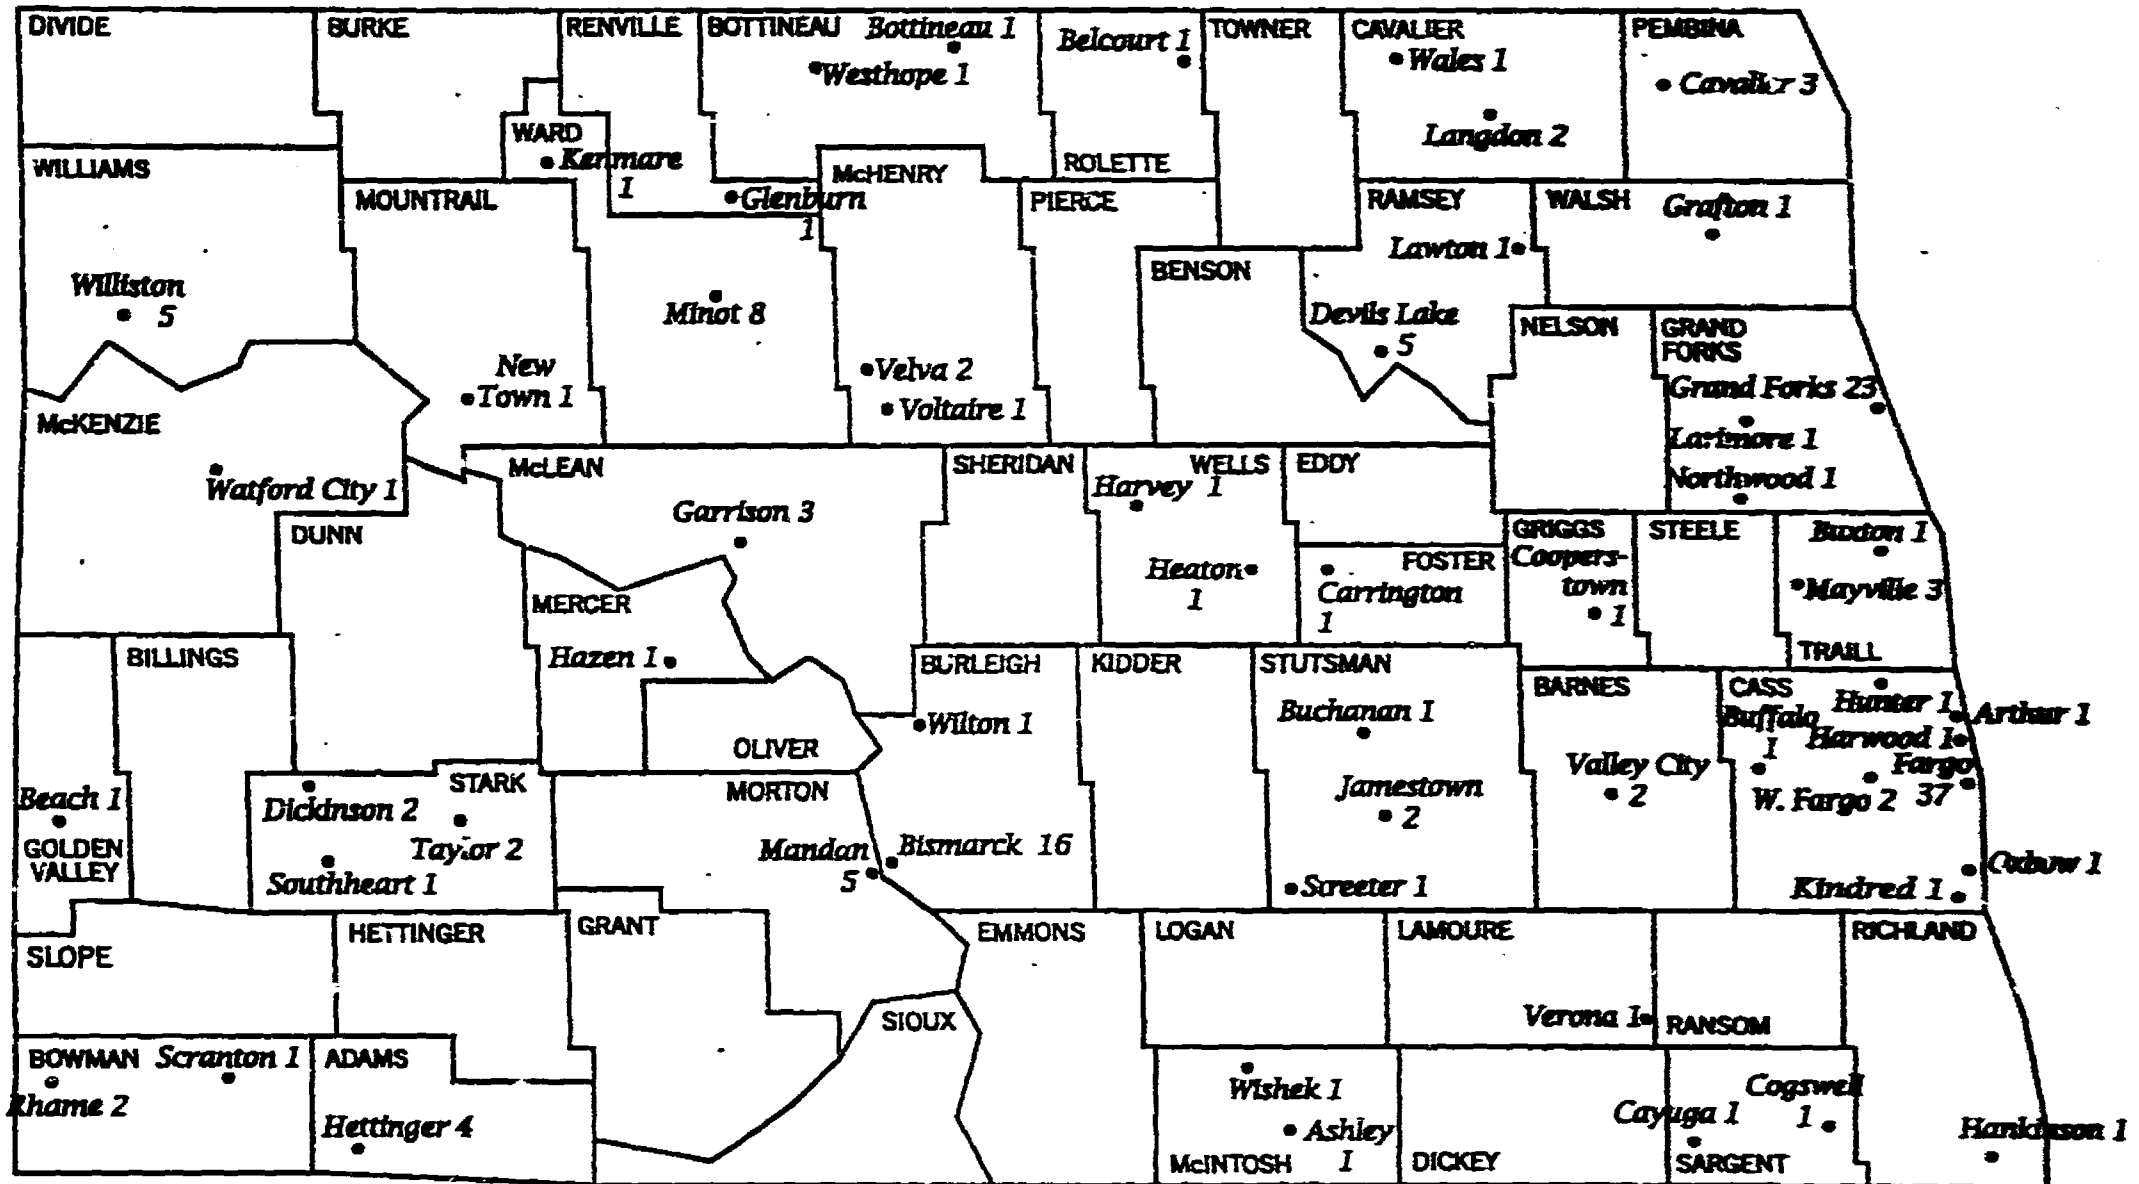 DIVIDE
BURKE
RENVILLE
BOTTINEAU
Bottineau 1
Westhope 1
Belcourt 1
ROLETTE
TOWNER
CAVALIER
Wales 1
Langdon 2
PEMBINA
Cavalier 3
WILLIAMS
Williston
5
MOUNTRAIL
New
Town 1
WARD
Kenmare
1
Glenburn
1
Minot 8
McHENRY
Velva 2
Voltaire 1
PIERCE
BENSON
RAMSEY
Lawton 1
Devils Lake
5
WALSH
Grafton 1
NELSON
GRAND
FORKS
Grand Forks 23
Larimore 1
Northwood 1
McKENZIE
Watford City 1
DUNN
McLEAN
Garrison 3
MERCER
Hazen 1
OLIVER
SHERIDAN
WELLS
Harvey 1
Heaton
1
EDDY
FOSTER
Carrington
1
GRIGGS
Coopers-
town
1
STEELE
Buxton 1
Mayville 3
TRAILL
BILLINGS
Beach 1
GOLDEN
VALLEY
STARK
Dickinson 2
Taylor 2
Southheart 1
MORTON
Mandan
5
BURLEIGH
Wilton 1
Bismarck 16
KIDDER
STUTSMAN
Buchanan 1
Jamestown
2
Streeter 1
BARNES
Valley City
2
CASS
Hunter 1
Arthur 1
Buffalo
1
Harwood 1
Fargo
37
W. Fargo 2
Oxbow 1
Kindred 1
SLOPE
HETTINGER
GRANT
SIOUX
EMMONS
LOGAN
LAMOURE
Verona 1
RANSOM
RICHLAND
Hankinson 1
BOWMAN
Scranton 1
Rhame 2
ADAMS
Hettinger 4
Wishek 1
Ashley
1
McINTOSH
DICKEY
Cayuga 1
Cogswell
1
SARGENT